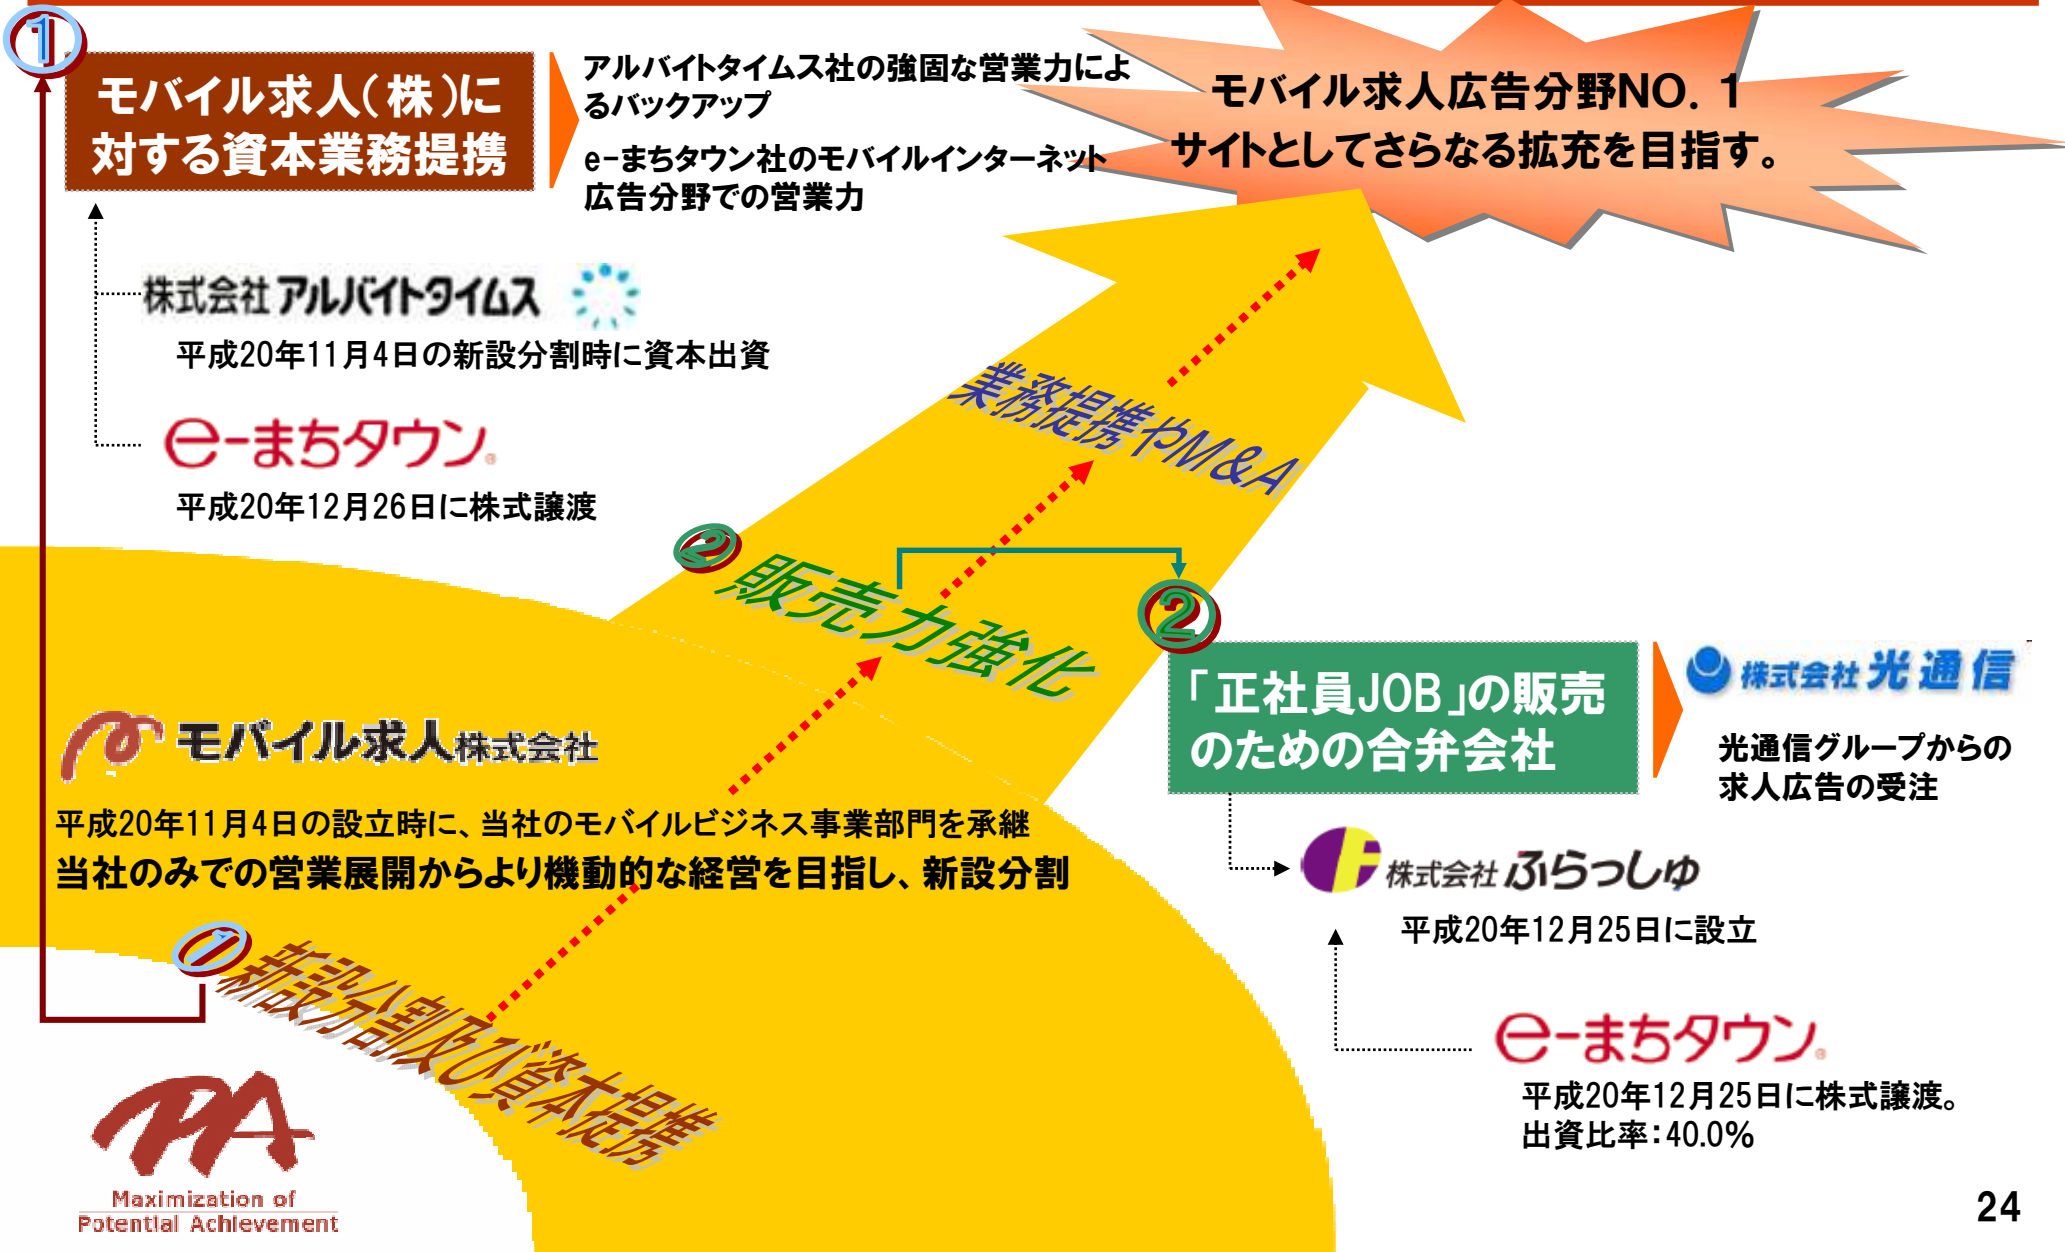 ①
モバイル求人（株）に
対する資本業務提携
アルバイトタイムス社の強固な営業力によ
るバックアップ
e-まちタウン社のモバイルインターネット
広告分野での営業力
モバイル求人広告分野NO．1
サイトとしてさらなる拡充を目指す。
株式会社 アルバイトタイムス
平成20年11月4日の新設分割時に資本出資
e-まちタウン®
平成20年12月26日に株式譲渡
業務提携やM&A
②販売力強化
②
「正社員JOB」の販売
のための合弁会社
株式会社 光通信
光通信グループからの
求人広告の受注
モバイル求人株式会社
平成20年11月4日の設立時に、当社のモバイルビジネス事業部門を承継
当社のみでの営業展開からより機動的な経営を目指し、新設分割
株式会社 ふらっしゅ
平成20年12月25日に設立
①新設分割及び資本提携
e-まちタウン®
平成20年12月25日に株式譲渡。
出資比率：40.0%
PA
Maximization of
Potential Achievement
24